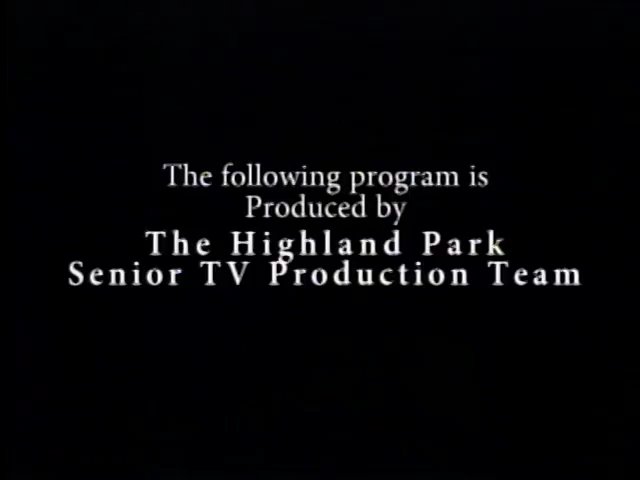 The following program is
Produced by
The Highland Park
Senior TV Production Team